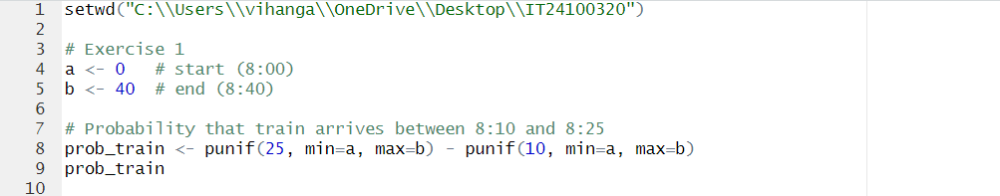 1 setwd("C:\\Users\\vihanga\\OneDrive\\Desktop\\IT24100320")
2
3 # Exercise 1
4 a <- 0   # start (8:00)
5 b <- 40  # end (8:40)
6
7 # Probability that train arrives between 8:10 and 8:25
8 prob_train <- punif(25, min=a, max=b) - punif(10, min=a, max=b)
9 prob_train
10